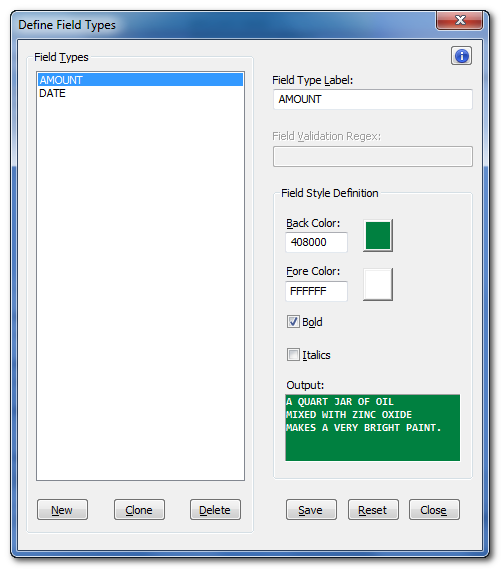 Define Field Types
Field Types
AMOUNT
DATE
New
Clone
Delete
Field Type Label:
AMOUNT
Field Validation Regex:
Field Style Definition
Back Color:
408000
Fore Color:
FFFFFF
Bold
Italics
Output:
A QUART JAR OF OIL
MIXED WITH ZINC OXIDE
MAKES A VERY BRIGHT PAINT.
Save
Reset
Close